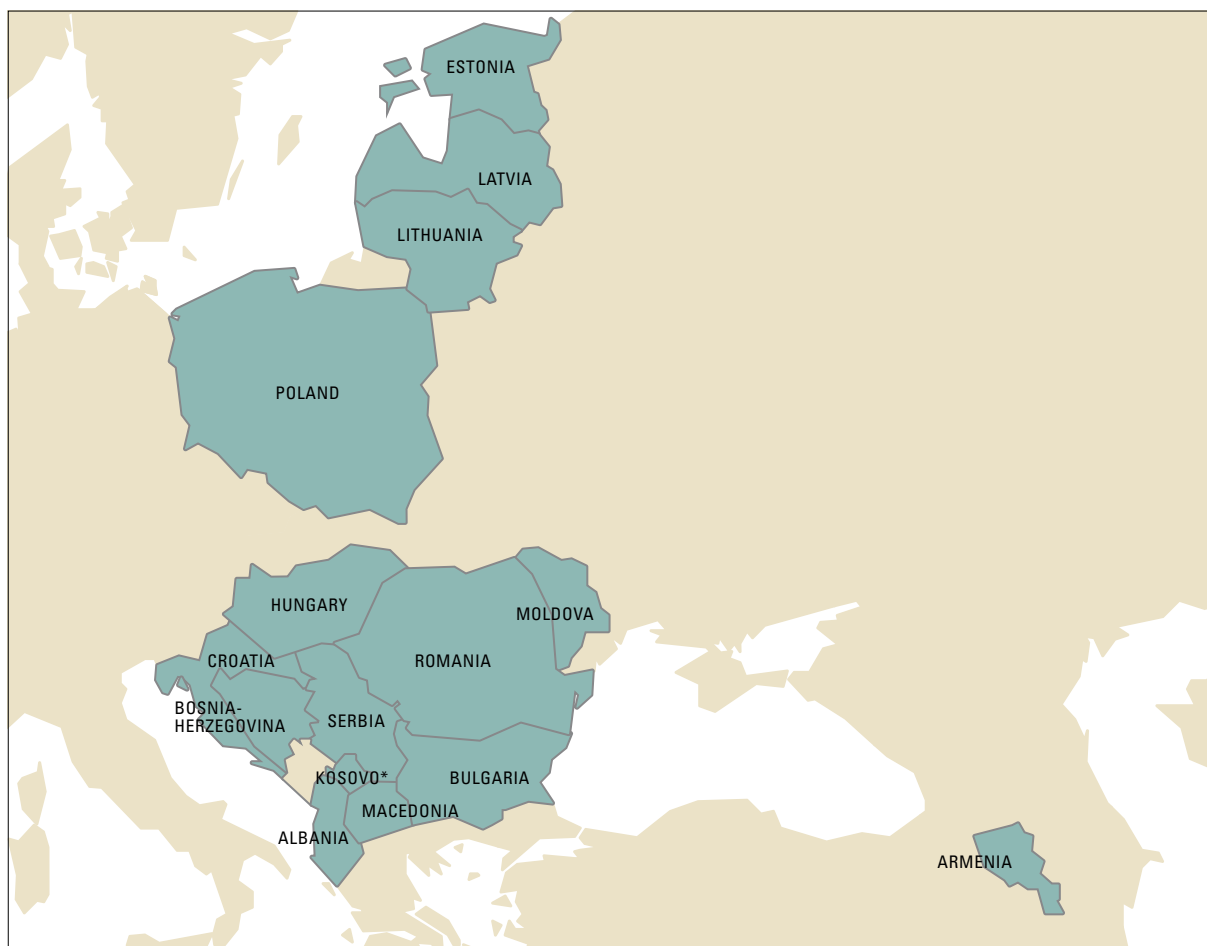 ESTONIA
LATVIA
LITHUANIA
POLAND
HUNGARY
MOLDOVA
CROATIA
ROMANIA
BOSNIA-
HERZEGOVINA
SERBIA
KOSOVO*
BULGARIA
MACEDONIA
ALBANIA
ARMENIA